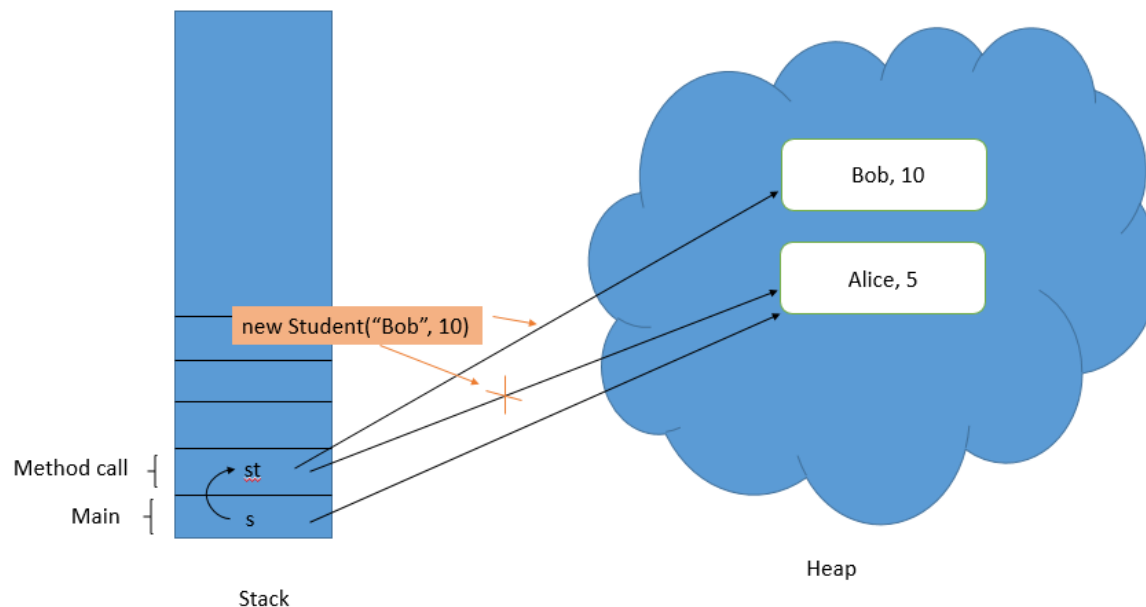 Bob, 10
Alice, 5
new Student(“Bob”, 10)
Method call
st
Main
s
Heap
Stack